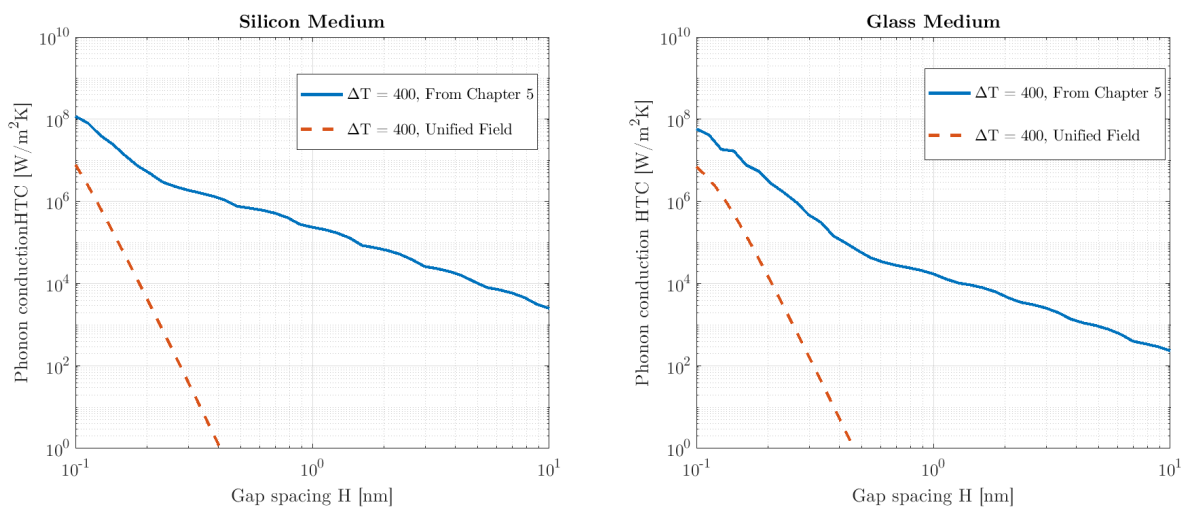 Silicon Medium
10^10
10^8
10^6
10^4
10^2
10^0
Phonon conductionHTC [W/m^2K]
ΔT = 400, From Chapter 5
ΔT = 400, Unified Field
10^-1
10^0
10^1
Gap spacing H [nm]
Glass Medium
10^10
10^8
10^6
10^4
10^2
10^0
Phonon conduction HTC [W/m^2K]
ΔT = 400, From Chapter 5
ΔT = 400, Unified Field
10^-1
10^0
10^1
Gap spacing H [nm]